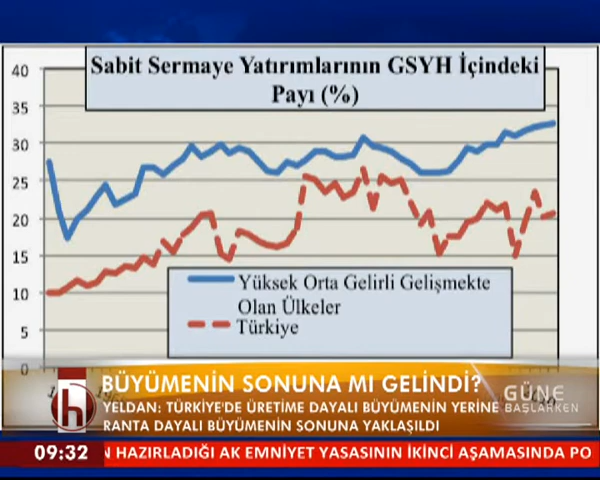 Sabit Sermaye Yatırımlarının GSYH İçindeki
Payı (%)
40
35
30
25
20
15
10
5
0
Yüksek Orta Gelirli Gelişmekte
Olan Ülkeler
Türkiye
h
BÜYÜMENİN SONUNA MI GELİNDİ?
YELDAN: TÜRKİYE'DE ÜRETİME DAYALI BÜYÜMENİN YERİNE
RANTA DAYALI BÜYÜMENİN SONUNA YAKLAŞILDI
GÜNE
BAŞLARKEN
09:32
N HAZIRLADIĞI AK EMNİYET YASASININ İKİNCİ AŞAMASINDA PO